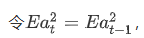 令$Ea_t^2 = Ea_{t-1}^2$，